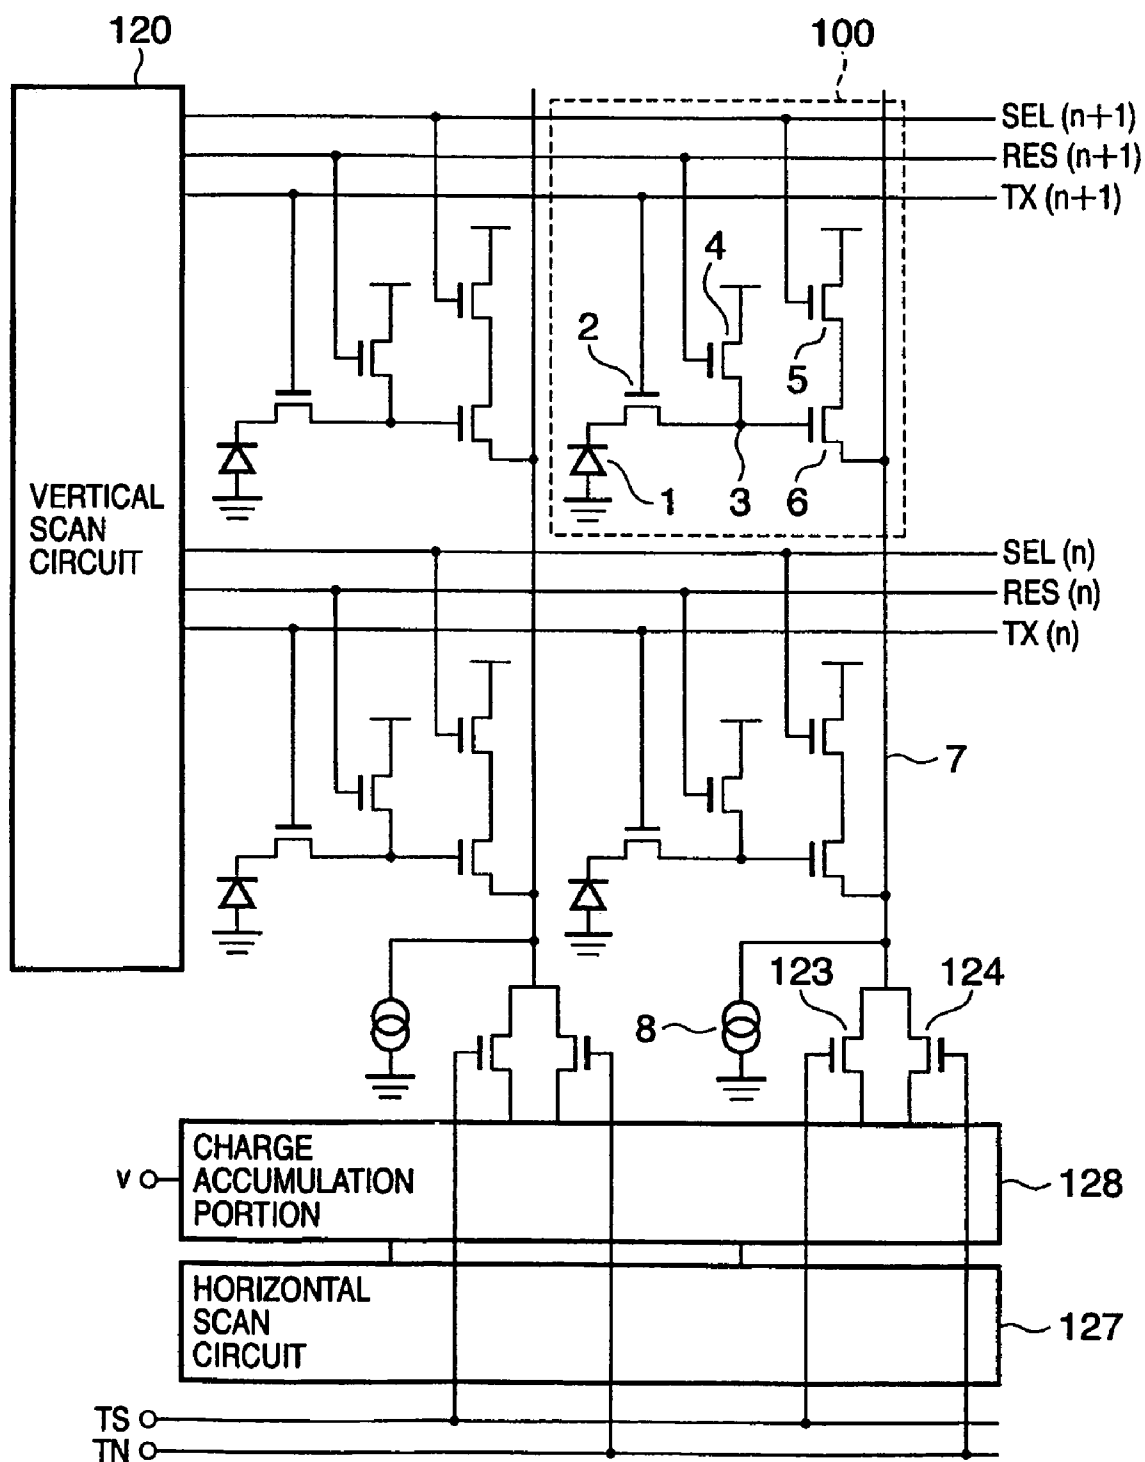 120
100
SEL (n+1)
RES (n+1)
TX (n+1)
4
2
5
1
3
6
VERTICAL
SCAN
CIRCUIT
SEL (n)
RES (n)
TX (n)
7
123
124
8
CHARGE
ACCUMULATION
PORTION
v
128
HORIZONTAL
SCAN
CIRCUIT
127
TS
TN